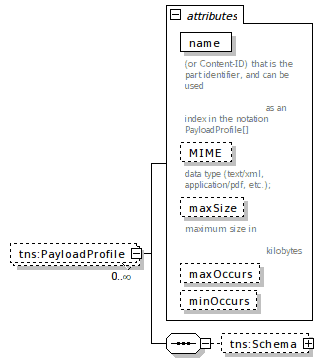 attributes
name
(or Content-ID) that is the
part identifier, and can be
used
as an
index in the notation
PayloadProfile[]
MIME
data type (text/xml,
application/pdf, etc.);
maxSize
maximum size in
kilobytes
tns:PayloadProfile
0..∞
maxOccurs
minOccurs
tns:Schema